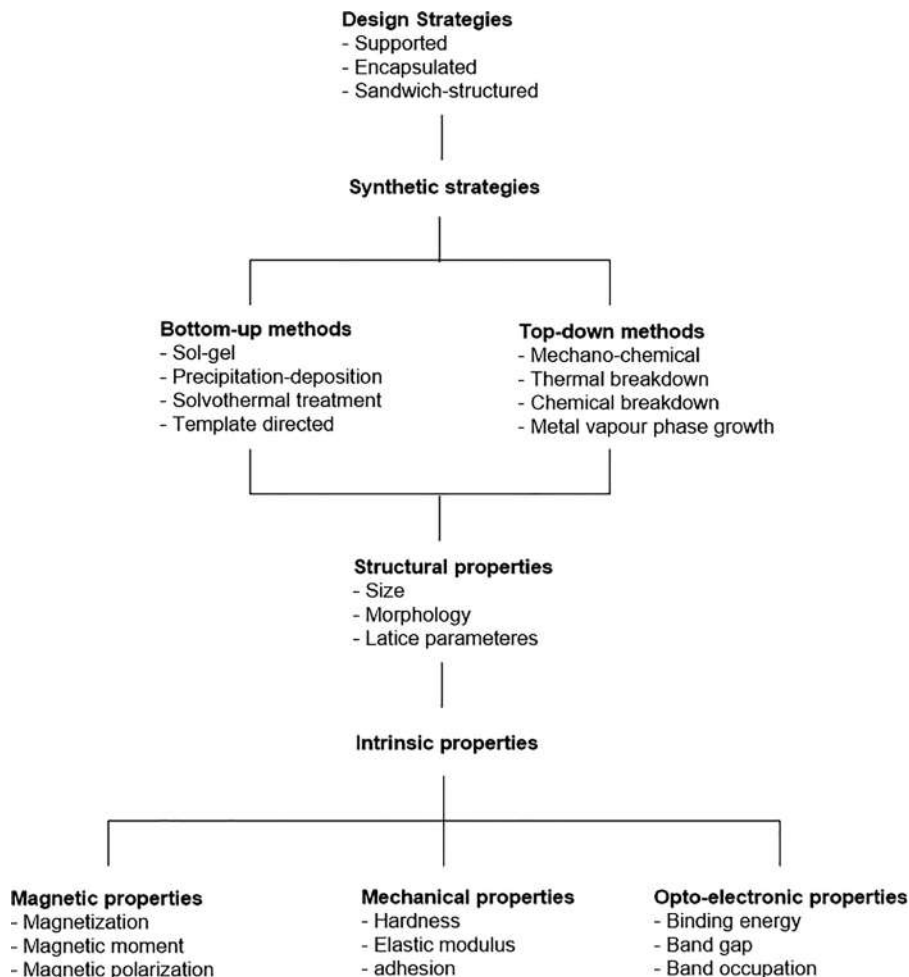 Design Strategies
- Supported
- Encapsulated
- Sandwich-structured
Synthetic strategies
Bottom-up methods
- Sol-gel
- Precipitation-deposition
- Solvothermal treatment
- Template directed
Top-down methods
- Mechano-chemical
- Thermal breakdown
- Chemical breakdown
- Metal vapour phase growth
Structural properties
- Size
- Morphology
- Latice parameteres
Intrinsic properties
Magnetic properties
- Magnetization
- Magnetic moment
- Magnetic polarization
Mechanical properties
- Hardness
- Elastic modulus
- adhesion
Opto-electronic properties
- Binding energy
- Band gap
- Band occupation